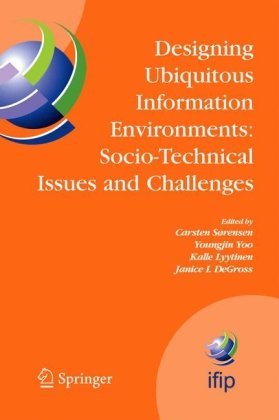 Designing
Ubiquitous
Information
Environments:
Socio-Technical
Issues and Challenges
Edited by
Carsten Sørensen
Youngjin Yoo
Kalle Lyytinen
Janice I. DeGross
Springer
ifip